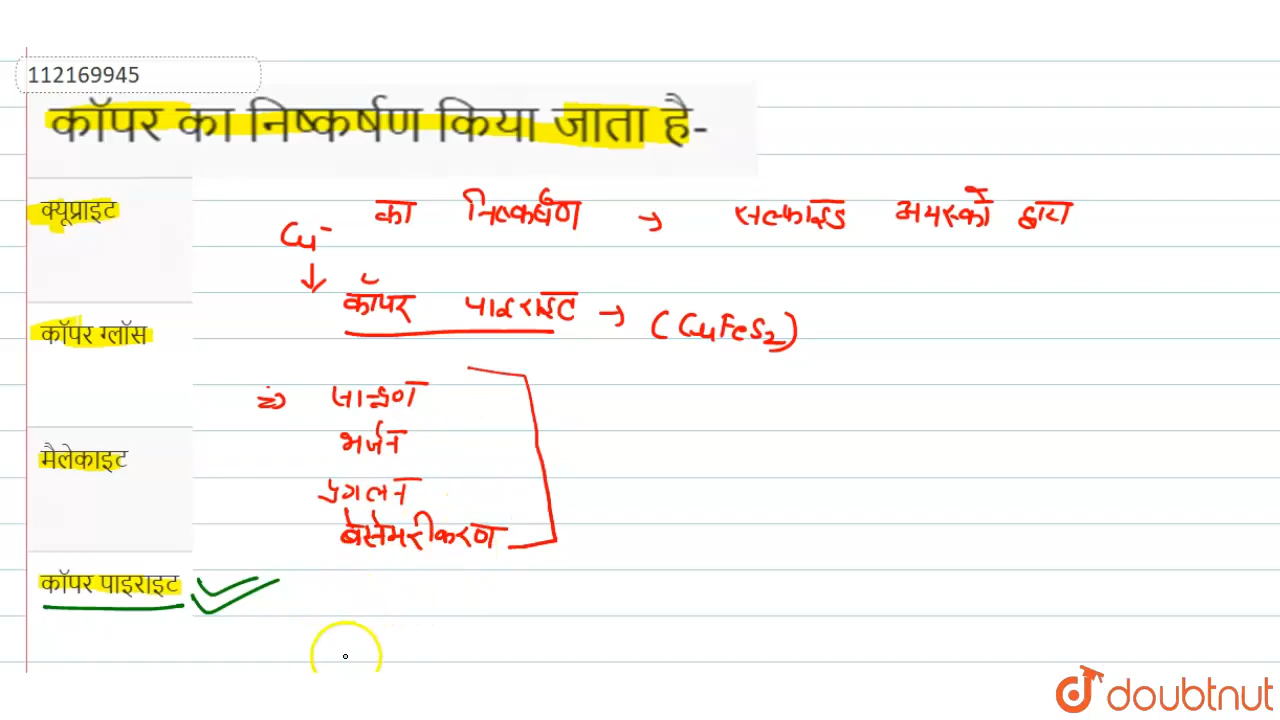 112169945
कॉपर का निष्कर्षण किया जाता है-
क्यूप्राइट
Cu का निष्कर्षण → सल्फाइड अयस्कों द्वारा
कॉपर पाइराइट → (CuFeS2)
कॉपर ग्लॉस
⇒ सान्द्रण
भर्जन
मैलेकाइट
प्रगलन
बेसेमरीकरण
कॉपर पाइराइट
doubtnut